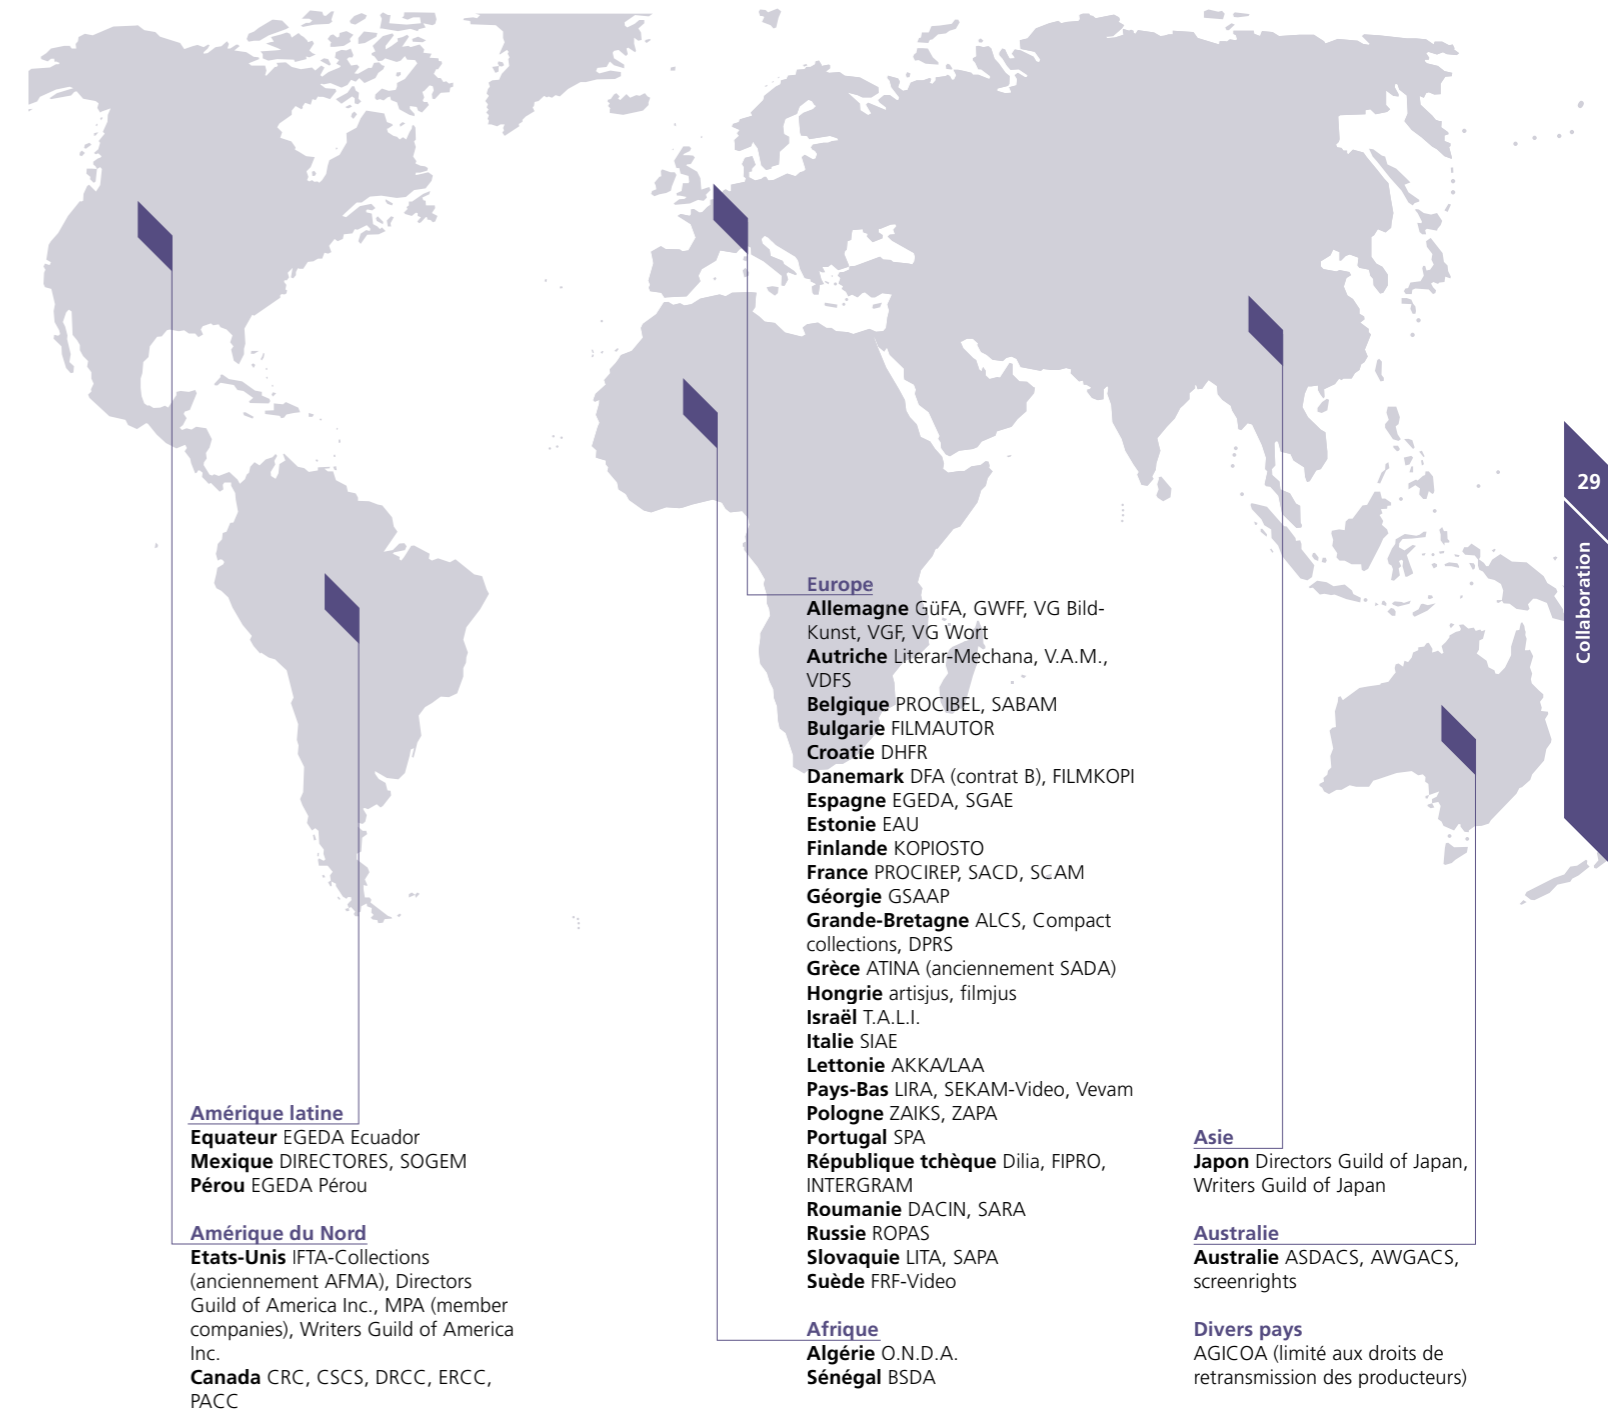 Amérique latine
Equateur EGEDA Ecuador
Mexique DIRECTORES, SOGEM
Pérou EGEDA Pérou
Amérique du Nord
Etats-Unis IFTA-Collections
(anciennement AFMA), Directors
Guild of America Inc., MPA (member
companies), Writers Guild of America
Inc.
Canada CRC, CSCS, DRCC, ERCC,
PACC
Europe
Allemagne GüFA, GWFF, VG Bild-
Kunst, VGF, VG Wort
Autriche Literar-Mechana, V.A.M.,
VDFS
Belgique PROCIBEL, SABAM
Bulgarie FILMAUTOR
Croatie DHFR
Danemark DFA (contrat B), FILMKOPI
Espagne EGEDA, SGAE
Estonie EAU
Finlande KOPIOSTO
France PROCIREP, SACD, SCAM
Géorgie GSAAP
Grande-Bretagne ALCS, Compact
collections, DPRS
Grèce ATINA (anciennement SADA)
Hongrie artisjus, filmjus
Israël T.A.L.I.
Italie SIAE
Lettonie AKKA/LAA
Pays-Bas LIRA, SEKAM-Video, Vevam
Pologne ZAIKS, ZAPA
Portugal SPA
République tchèque Dilia, FIPRO,
INTERGRAM
Roumanie DACIN, SARA
Russie ROPAS
Slovaquie LITA, SAPA
Suède FRF-Video
Afrique
Algérie O.N.D.A.
Sénégal BSDA
Asie
Japon Directors Guild of Japan,
Writers Guild of Japan
Australie
Australie ASDACS, AWGACS,
screenrights
Divers pays
AGICOA (limité aux droits de
retransmission des producteurs)
29
Collaboration